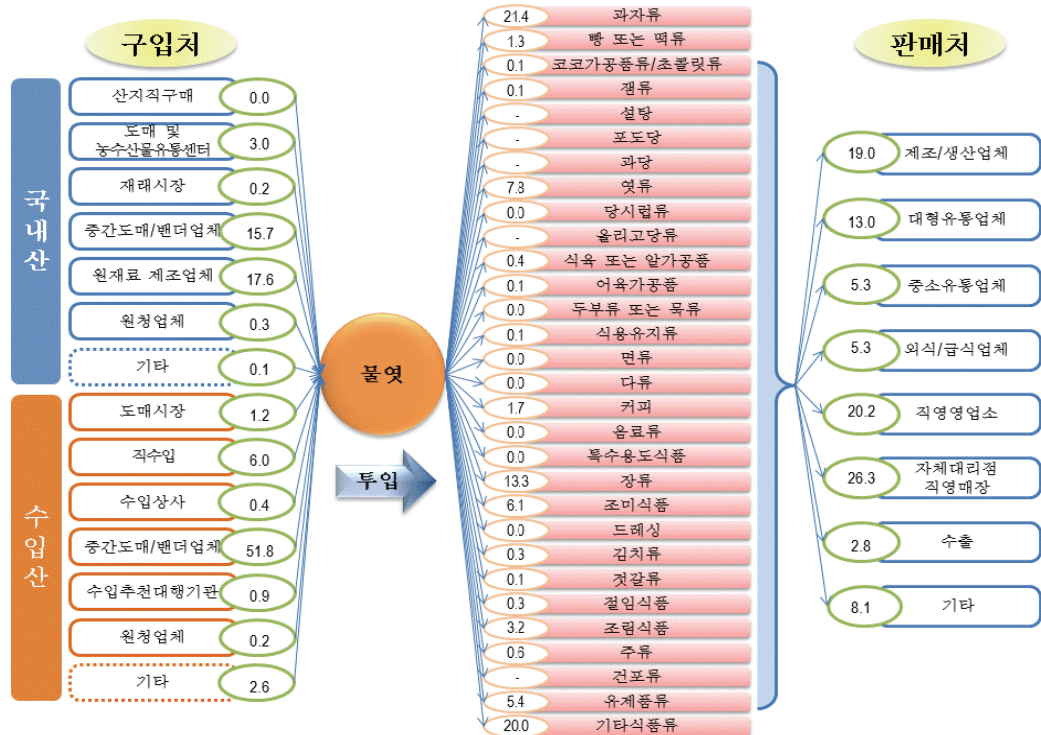 구입처
국내산
산지직구매 0.0
도매 및
농수산물유통센터 3.0
재래시장 0.2
중간도매/밴더업체 15.7
원재료 제조업체 17.6
원청업체 0.3
기타 0.1
수입산
도매시장 1.2
직수입 6.0
수입상사 0.4
중간도매/밴더업체 51.8
수입추천대행기관 0.9
원청업체 0.2
기타 2.6
물엿
투입
21.4 과자류
1.3 빵 또는 떡류
0.1 코코가공품류/초콜릿류
0.1 잼류
- 설탕
- 포도당
- 과당
7.8 엿류
0.0 당시럽류
- 올리고당류
0.4 식육 또는 알가공품
0.1 어육가공품
0.0 두부류 또는 묵류
0.1 식용유지류
0.0 면류
0.0 다류
1.7 커피
0.0 음료류
0.0 특수용도식품
13.3 장류
6.1 조미식품
0.0 드레싱
0.3 김치류
0.1 젓갈류
0.3 절임식품
3.2 조림식품
0.6 주류
- 건포류
5.4 유제품류
20.0 기타식품류
판매처
19.0 제조/생산업체
13.0 대형유통업체
5.3 중소유통업체
5.3 외식/급식업체
20.2 직영영업소
26.3 자체대리점
직영매장
2.8 수출
8.1 기타